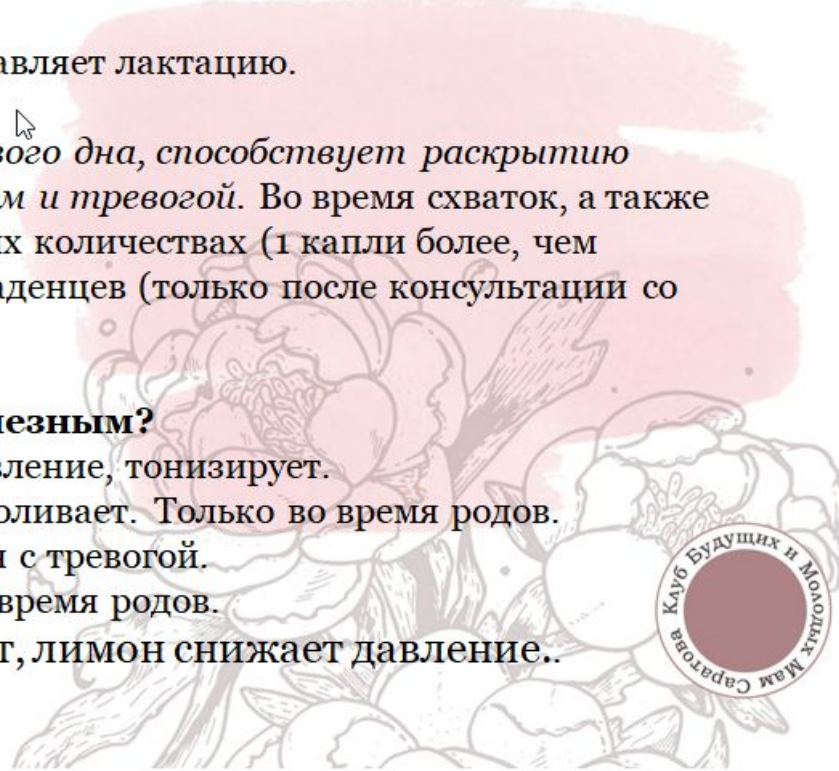 авляет лактацию.
вого дна, способствует раскрытию
м и тревогой. Во время схваток, а также
их количествах (1 капли более, чем
аденцев (только после консультации со
лезным?
вление, тонизирует.
оливает. Только во время родов.
и с тревогой.
время родов.
т, лимон снижает давление..
Клуб Будущих и Молодых Мам Саратова